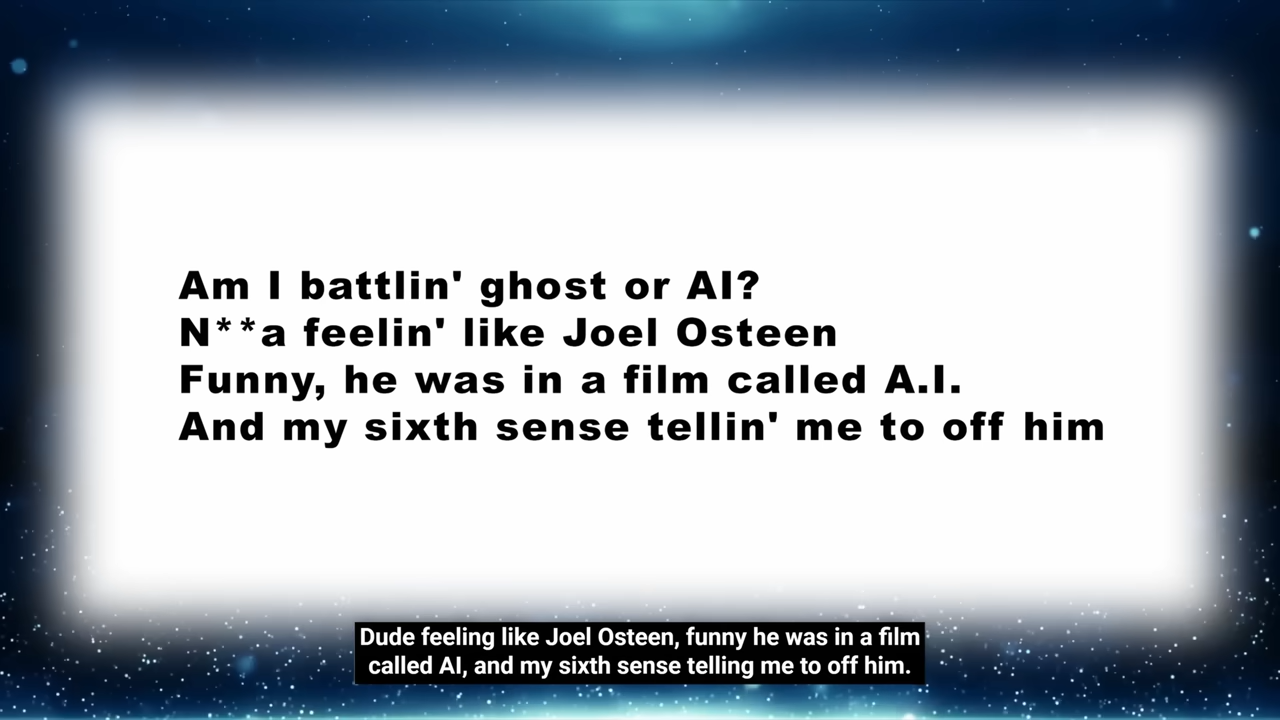 Am I battlin' ghost or AI?
N**a feelin' like Joel Osteen
Funny, he was in a film called A.I.
And my sixth sense tellin' me to off him
Dude feeling like Joel Osteen, funny he was in a film
called AI, and my sixth sense telling me to off him.